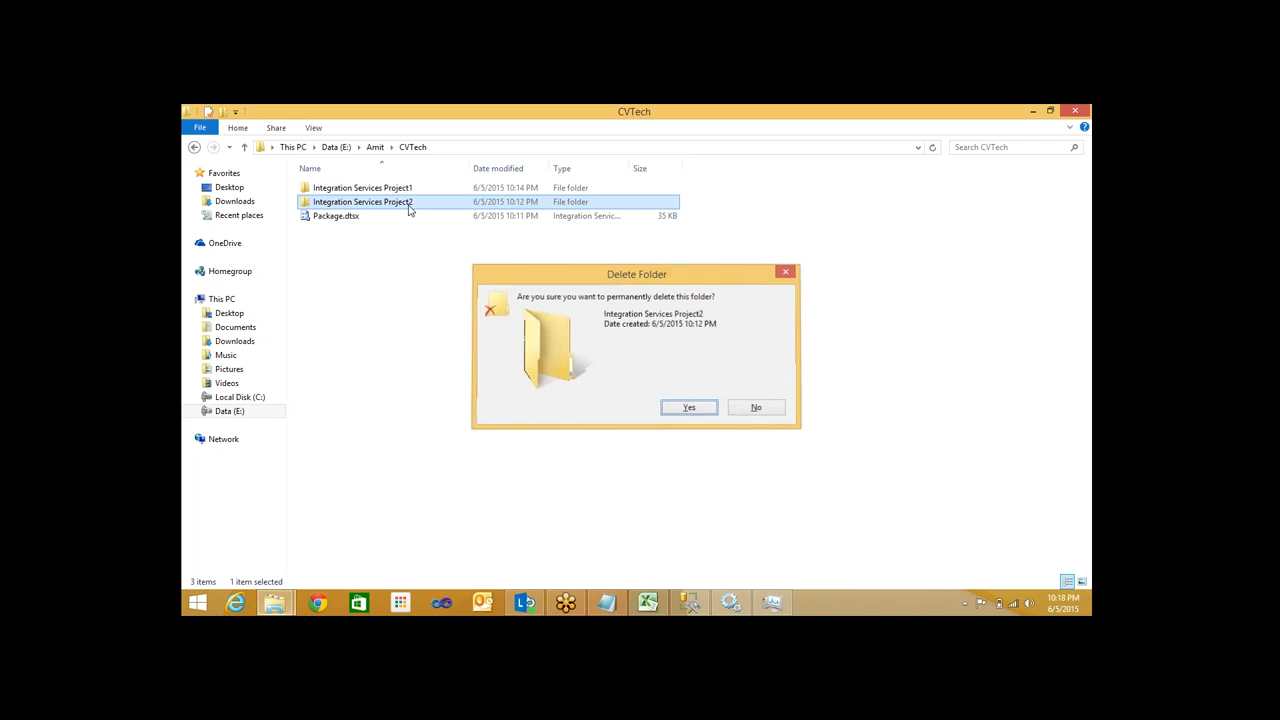 CVTech
File Home Share View
This PC Data (E:) Amit CVTech Search CVTech
Name Date modified Type Size
Favorites
Desktop
Downloads
Recent places
OneDrive
Homegroup
This PC
Desktop
Documents
Downloads
Music
Pictures
Videos
Local Disk (C:)
Data (E:)
Network
Integration Services Project1 6/5/2015 10:14 PM File folder
Integration Services Project2 6/5/2015 10:12 PM File folder
Package.dtsx 6/5/2015 10:11 PM Integration Servic... 35 KB
Delete Folder
Are you sure you want to permanently delete this folder?
Integration Services Project2
Date created: 6/5/2015 10:12 PM
Yes No
3 items 1 item selected
10:18 PM
6/5/2015